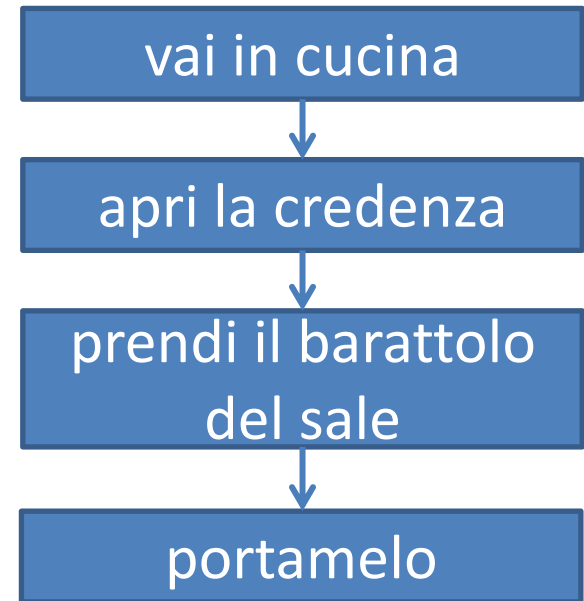 vai in cucina
apri la credenza
prendi il barattolo
del sale
portamelo